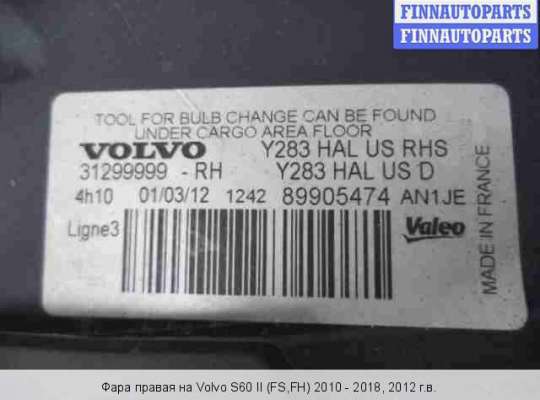 FINNAUTOPARTS
FINNAUTOPARTS
TOOL FOR BULB CHANGE CAN BE FOUND
UNDER CARGO AREA FLOOR
VOLVO Y283 HAL US RHS
31299999 - RH Y283 HAL US D
4h10 01/03/12 1242 89905474 AN1JE
Ligne3 Valeo
MADE IN FRANCE
Фара правая на Volvo S60 II (FS,FH) 2010 - 2018, 2012 г.в.